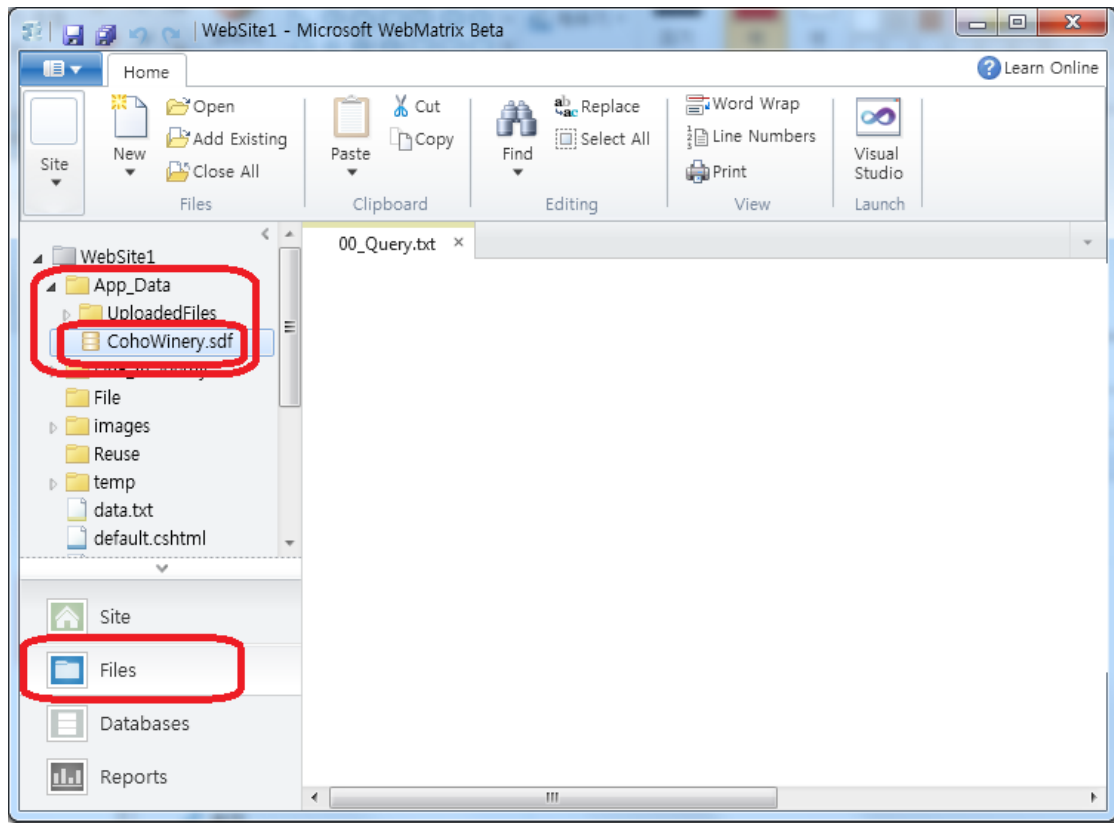 WebSite1 - Microsoft WebMatrix Beta
Home
Learn Online
Site
New
Open
Add Existing
Close All
Files
Paste
Cut
Copy
Clipboard
Find
Replace
Select All
Editing
Word Wrap
Line Numbers
Print
View
Visual
Studio
Launch
WebSite1
App_Data
UploadedFiles
CohoWinery.sdf
File
images
Reuse
temp
data.txt
default.cshtml
00_Query.txt
Site
Files
Databases
Reports